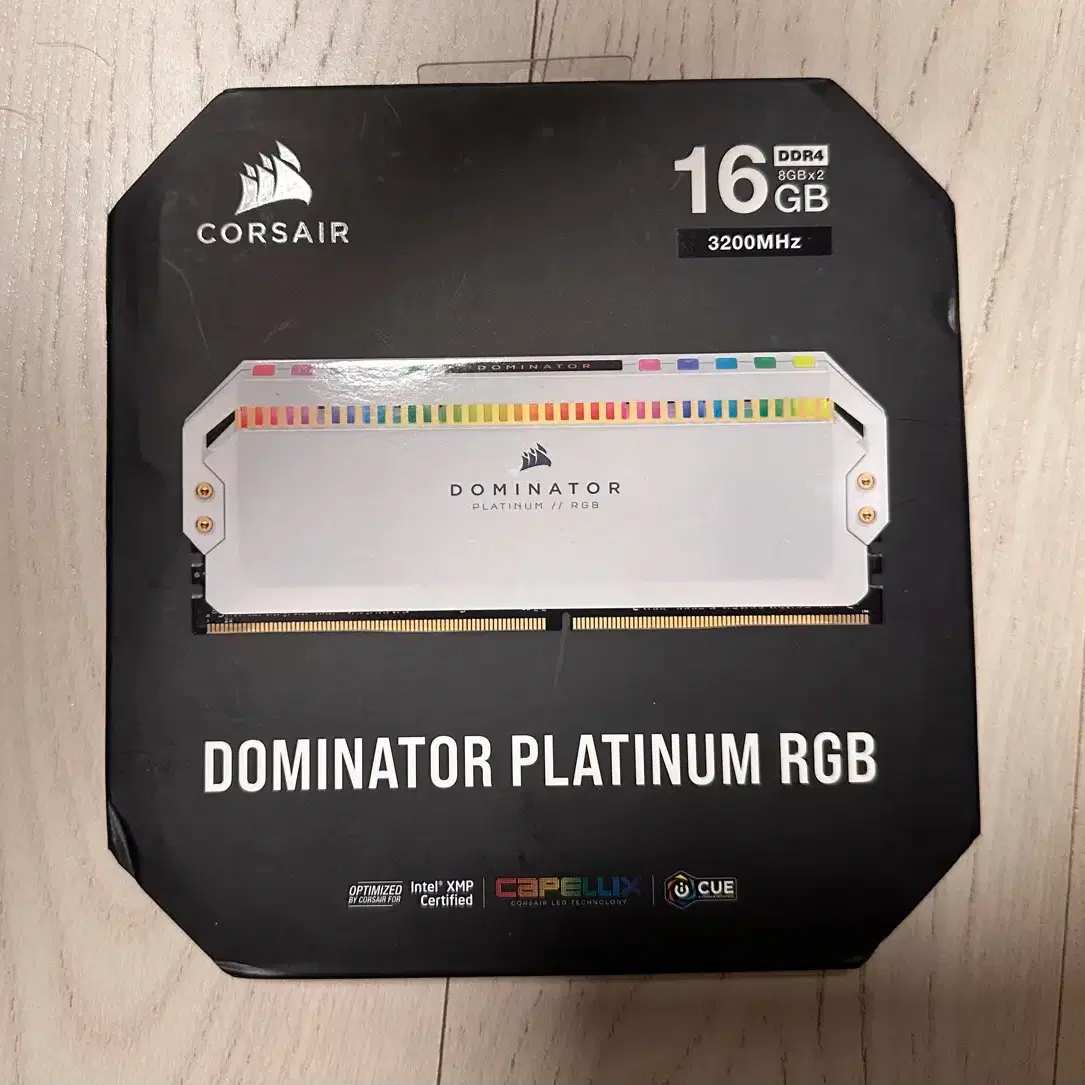 CORSAIR
16
DDR4
8GBx2
GB
3200MHz
DOMINATOR
DOMINATOR
PLATINUM // RGB
DOMINATOR PLATINUM RGB
OPTIMIZED
BY CORSAIR FOR
Intel® XMP
Certified
CAPELLIX
CORSAIR LED TECHNOLOGY
iCUE